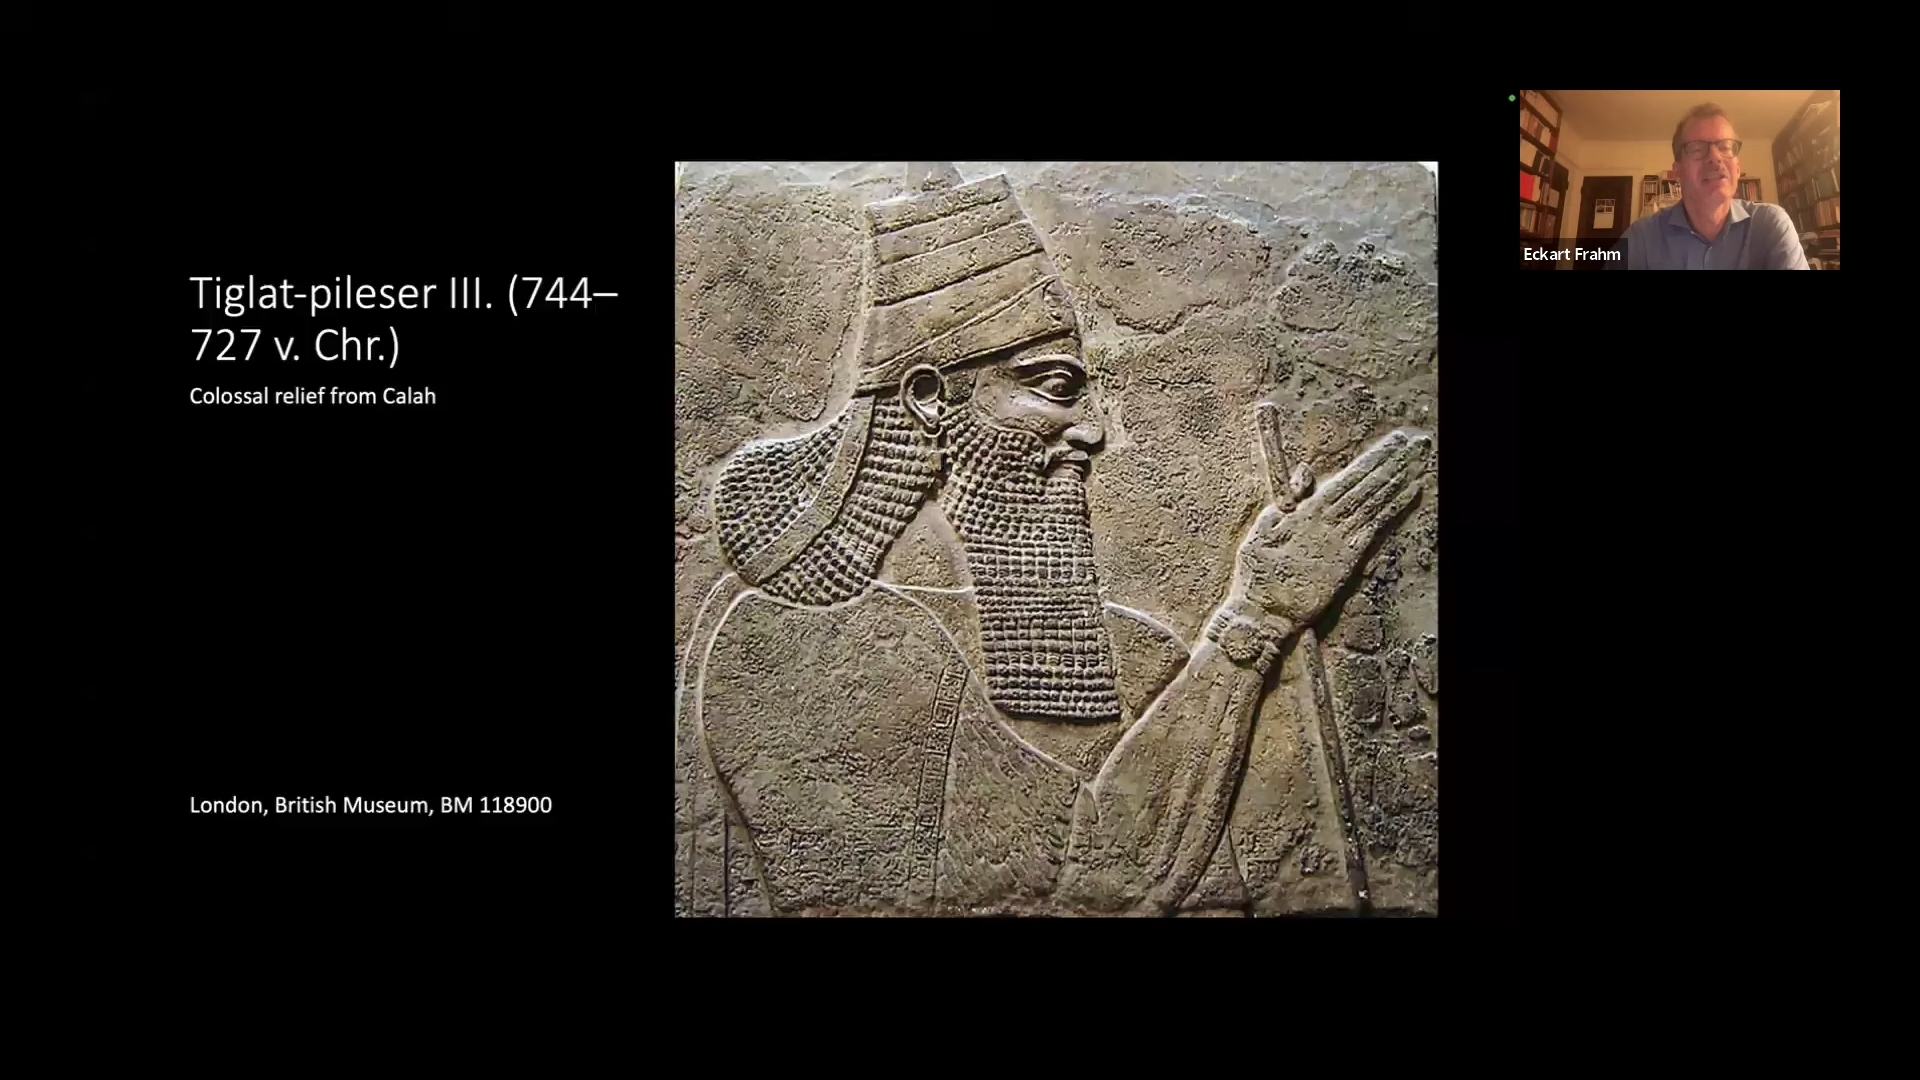 Tiglat-pileser III. (744–
727 v. Chr.)
Colossal relief from Calah
London, British Museum, BM 118900
Eckart Frahm